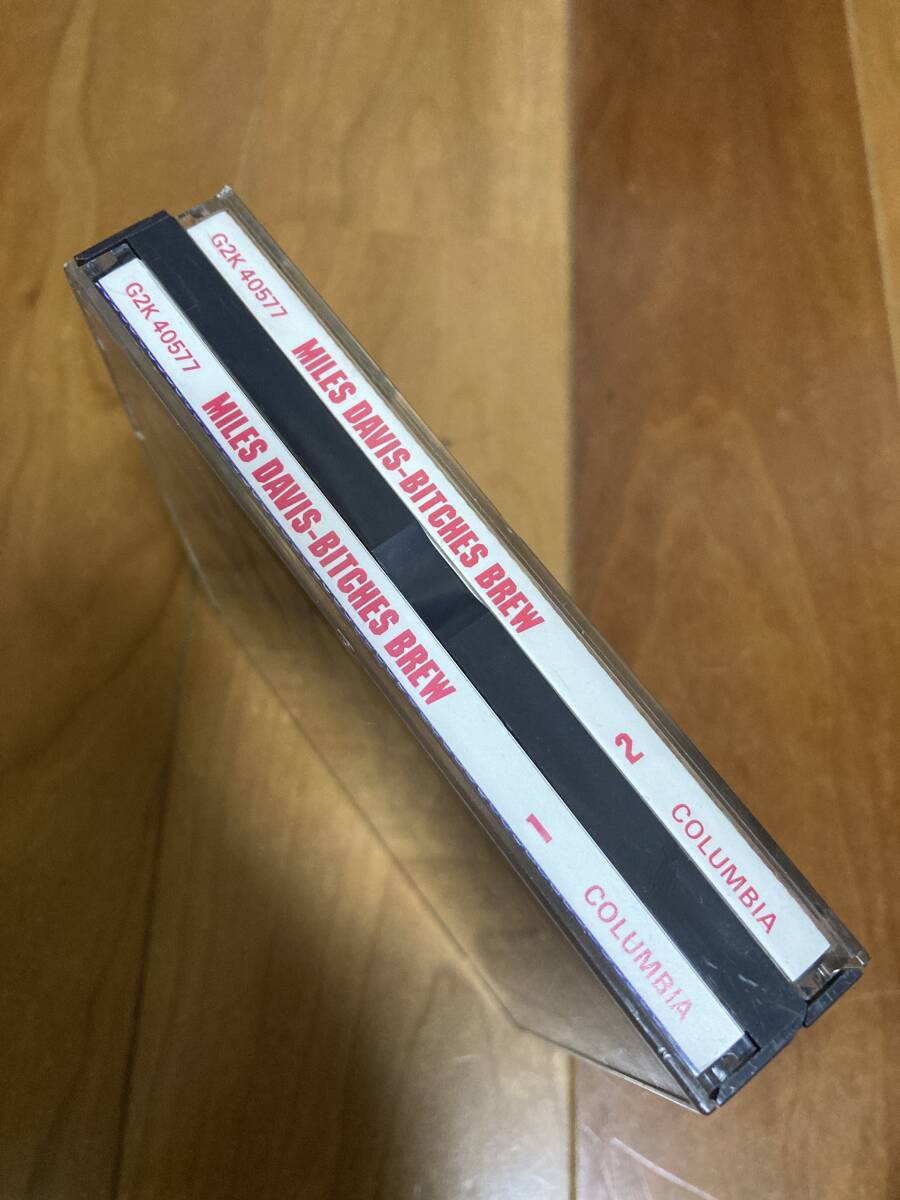 G2K 40577 MILES DAVIS-BITCHES BREW 2 COLUMBIA
G2K 40577 MILES DAVIS-BITCHES BREW 1 COLUMBIA